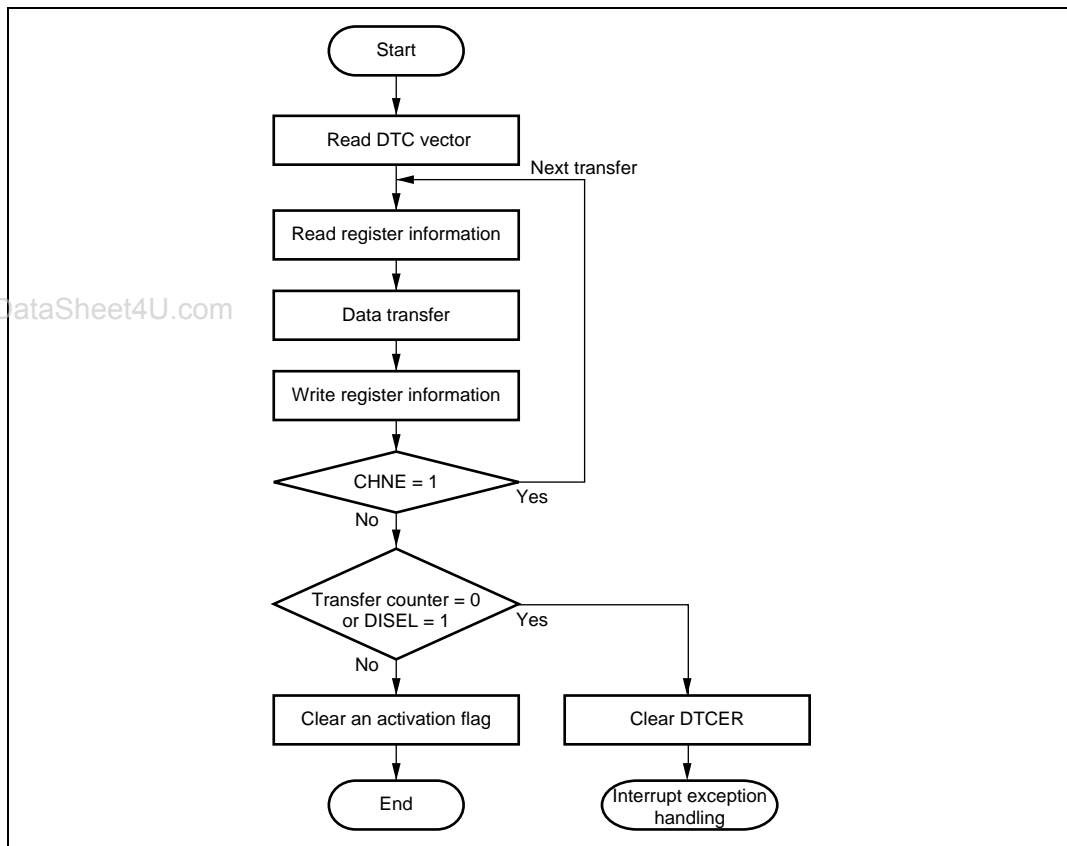 Start
Read DTC vector
Next transfer
Read register information
DataSheet4U.com
Data transfer
Write register information
CHNE = 1
Yes
No
Transfer counter = 0
or DISEL = 1
Yes
No
Clear an activation flag
Clear DTCER
End
Interrupt exception
handling